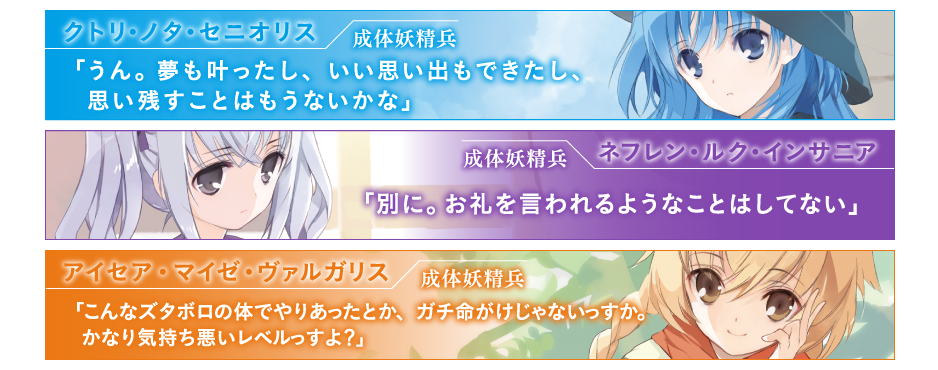 クトリ・ノタ・セニオリス
成体妖精兵
「うん。夢も叶ったし、いい思い出もできたし、
思い残すことはもうないかな」
成体妖精兵
ネフレン・ルク・インサニア
「別に。お礼を言われるようなことはしてない」
アイセア・マイゼ・ヴァルガリス
成体妖精兵
「こんなズタボロの体でやりあったとか、ガチ命がけじゃないっすか。
かなり気持ち悪いレベルっすよ?」